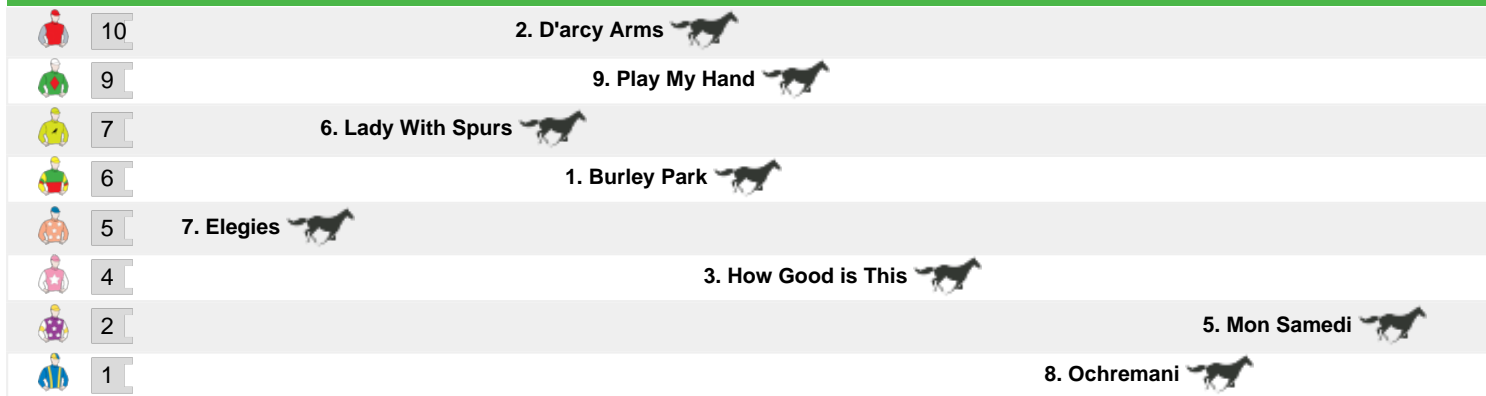 10 2. D'arcy Arms
9 9. Play My Hand
7 6. Lady With Spurs
6 1. Burley Park
5 7. Elegies
4 3. How Good is This
2 5. Mon Samedi
1 8. Ochremani